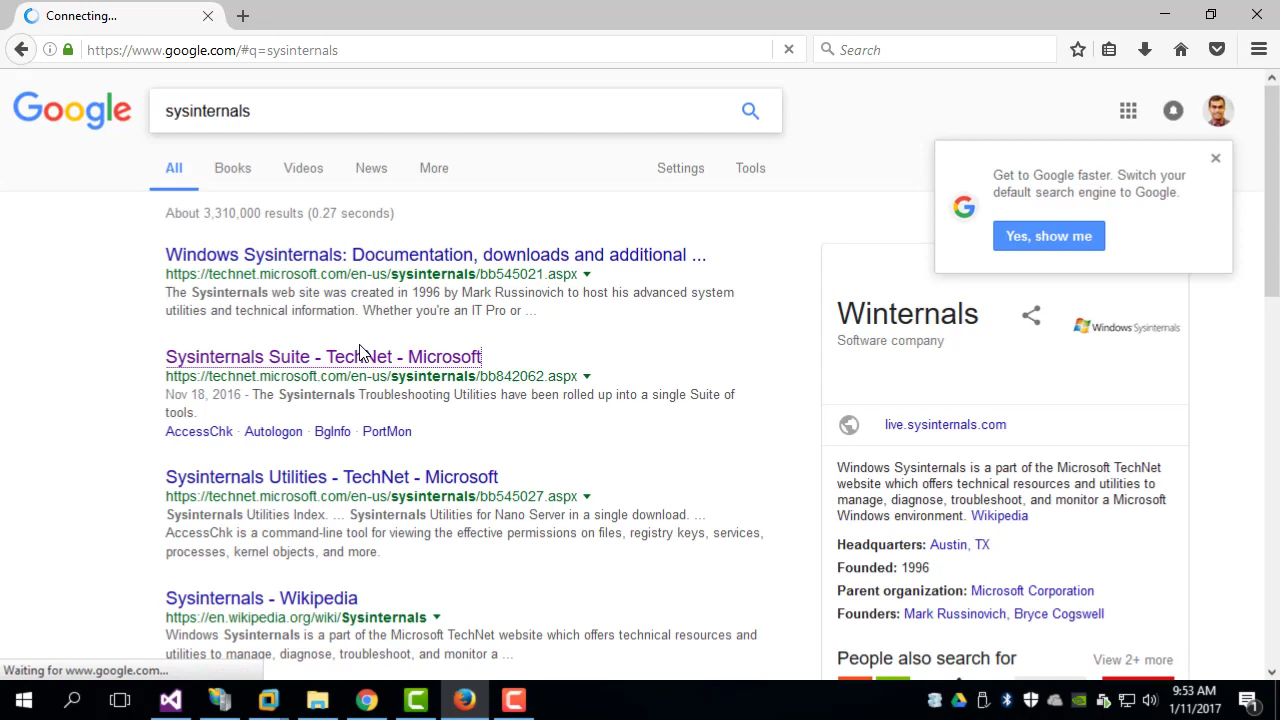 Connecting...
https://www.google.com/#q=sysinternals
Search
Google
sysinternals
All Books Videos News More Settings Tools
Get to Google faster. Switch your
default search engine to Google.
Yes, show me
About 3,310,000 results (0.27 seconds)
Windows Sysinternals: Documentation, downloads and additional ...
https://technet.microsoft.com/en-us/sysinternals/bb545021.aspx
The Sysinternals web site was created in 1996 by Mark Russinovich to host his advanced system
utilities and technical information. Whether you're an IT Pro or ...
Sysinternals Suite - TechNet - Microsoft
https://technet.microsoft.com/en-us/sysinternals/bb842062.aspx
Nov 18, 2016 - The Sysinternals Troubleshooting Utilities have been rolled up into a single Suite of
tools.
AccessChk · Autologon · BgInfo · PortMon
Sysinternals Utilities - TechNet - Microsoft
https://technet.microsoft.com/en-us/sysinternals/bb545027.aspx
Sysinternals Utilities Index. ... Sysinternals Utilities for Nano Server in a single download. ...
AccessChk is a command-line tool for viewing the effective permissions on files, registry keys, services,
processes, kernel objects, and more.
Sysinternals - Wikipedia
https://en.wikipedia.org/wiki/Sysinternals
Windows Sysinternals is a part of the Microsoft TechNet website which offers technical resources and
utilities to manage, diagnose, troubleshoot, and monitor a ...
Winternals
Software company
Windows Sysinternals
live.sysinternals.com
Windows Sysinternals is a part of the Microsoft TechNet
website which offers technical resources and utilities to
manage, diagnose, troubleshoot, and monitor a Microsoft
Windows environment. Wikipedia
Headquarters: Austin, TX
Founded: 1996
Parent organization: Microsoft Corporation
Founders: Mark Russinovich, Bryce Cogswell
People also search for View 2+ more
Waiting for www.google.com...
9:53 AM
1/11/2017
1